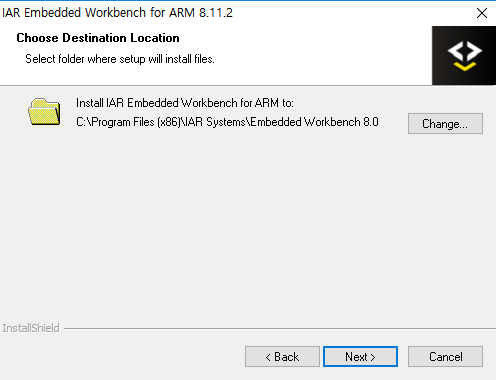 IAR Embedded Workbench for ARM 8.11.2
Choose Destination Location
Select folder where setup will install files.
Install IAR Embedded Workbench for ARM to:
C:\Program Files (x86)\IAR Systems\Embedded Workbench 8.0
Change...
InstallShield
< Back
Next >
Cancel